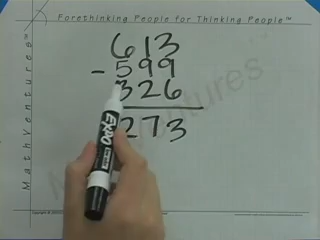 Forethinking People for Thinking People™
MathVentures
613
- 599
326
273
EXPO